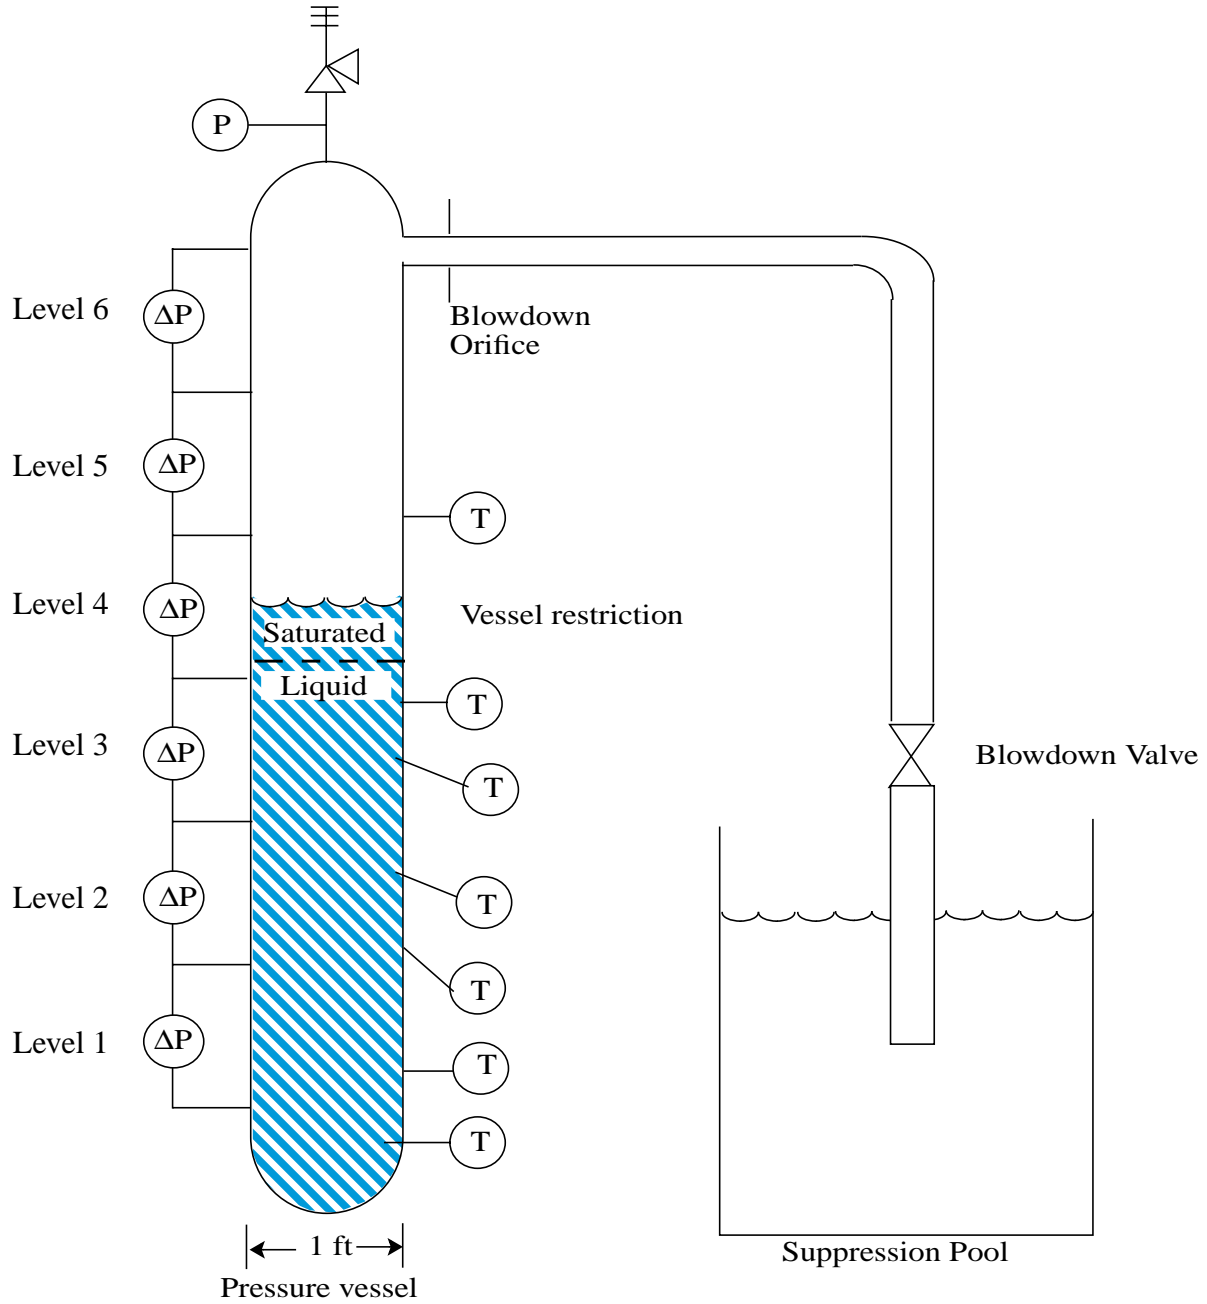 P
Level 6
ΔP
Blowdown
Orifice
Level 5
ΔP
T
Level 4
ΔP
Vessel restriction
Saturated
Liquid
T
Level 3
ΔP
T
Blowdown Valve
Level 2
ΔP
T
T
Level 1
ΔP
T
T
1 ft
Pressure vessel
Suppression Pool